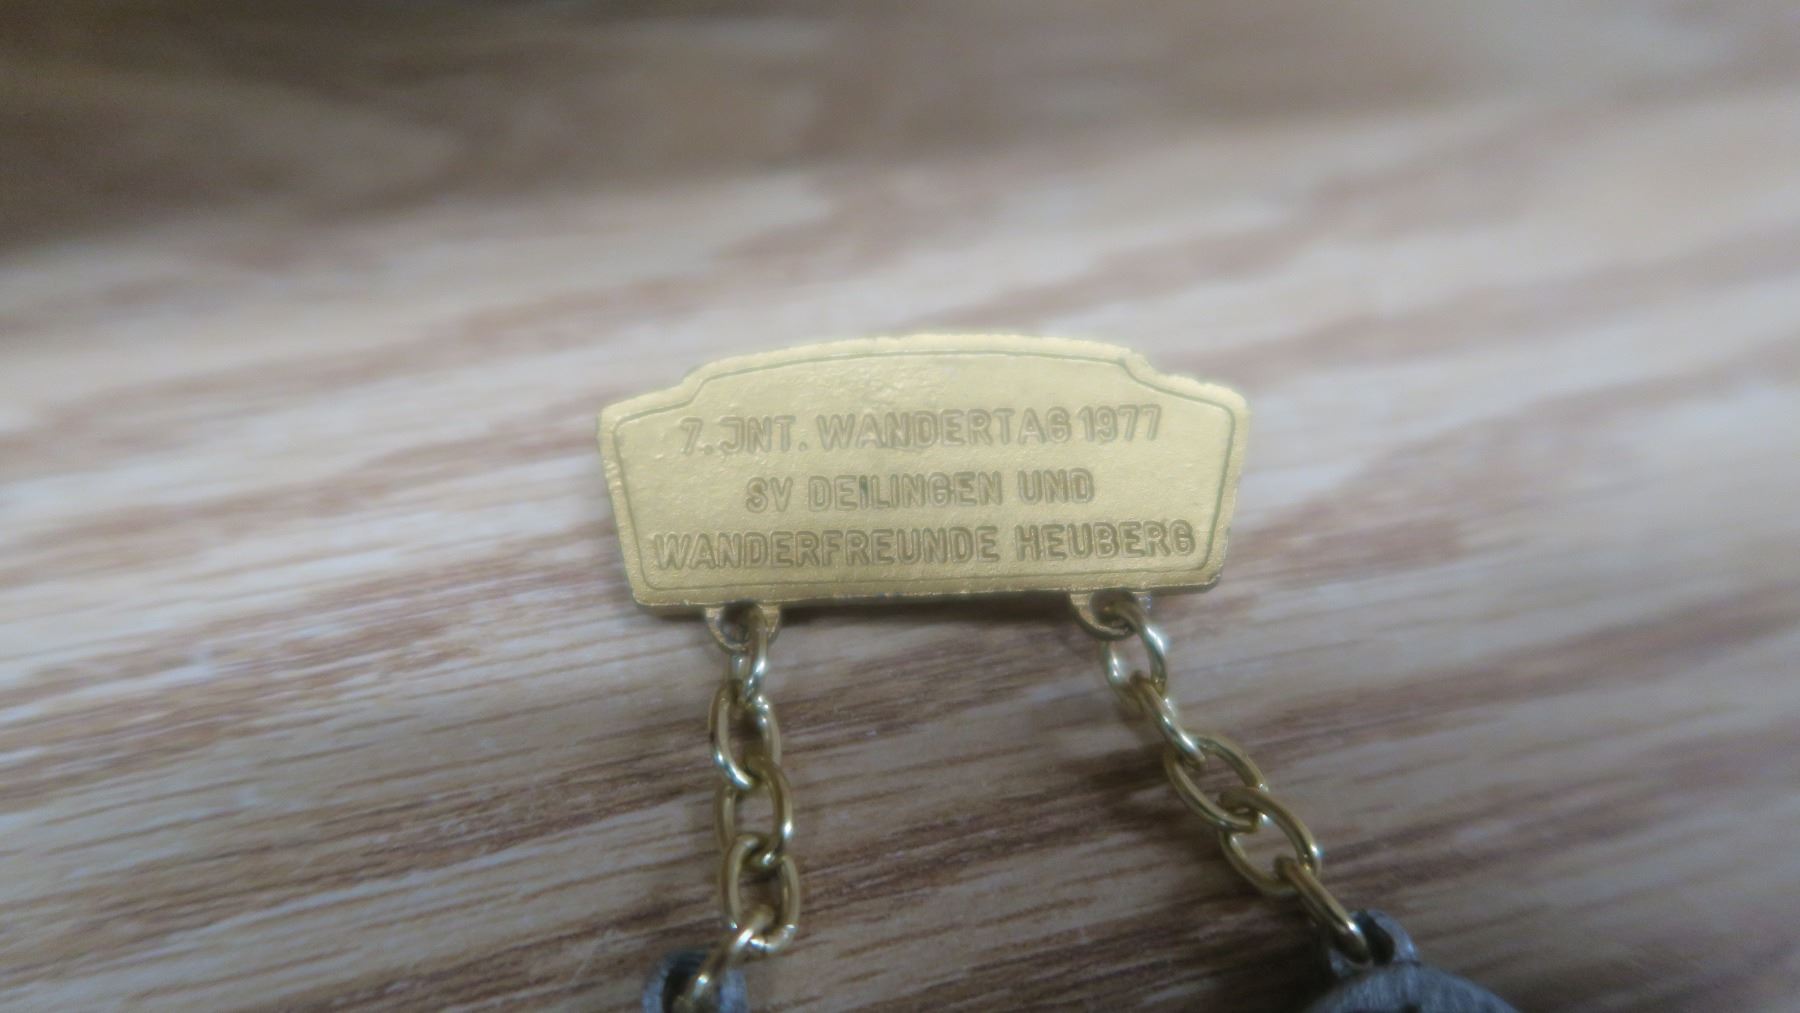 7. JNT. WANDERTAG 1977
SV DEILINGEN UND
WANDERFREUNDE HEUBERG